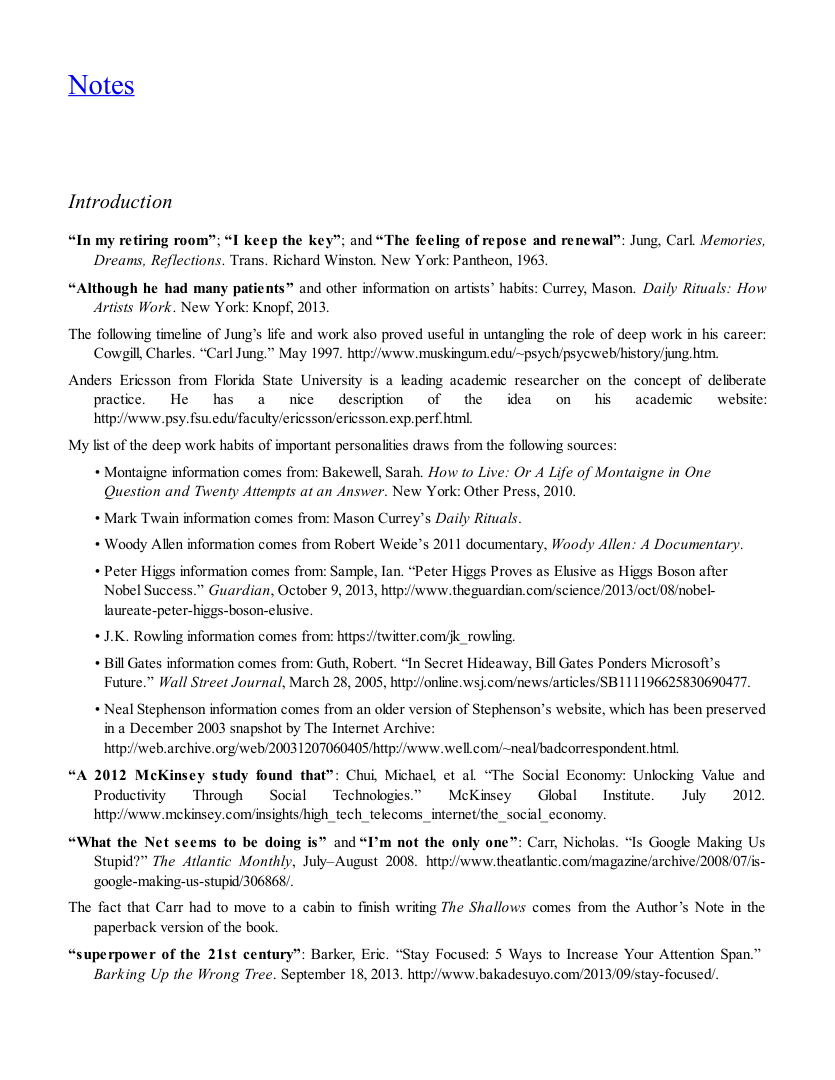 Notes
Introduction
“In my retiring room”; “I keep the key”; and “The feeling of repose and renewal”: Jung, Carl. Memories,
Dreams, Reflections. Trans. Richard Winston. New York: Pantheon, 1963.
“Although he had many patients” and other information on artists’ habits: Currey, Mason. Daily Rituals: How
Artists Work. New York: Knopf, 2013.
The following timeline of Jung’s life and work also proved useful in untangling the role of deep work in his career:
Cowgill, Charles. “Carl Jung.” May 1997. http://www.muskingum.edu/~psych/psycweb/history/jung.htm.
Anders Ericsson from Florida State University is a leading academic researcher on the concept of deliberate
practice. He has a nice description of the idea on his academic website:
http://www.psy.fsu.edu/faculty/ericsson/ericsson.exp.perf.html.
My list of the deep work habits of important personalities draws from the following sources:
• Montaigne information comes from: Bakewell, Sarah. How to Live: Or A Life of Montaigne in One
Question and Twenty Attempts at an Answer. New York: Other Press, 2010.
• Mark Twain information comes from: Mason Currey’s Daily Rituals.
• Woody Allen information comes from Robert Weide’s 2011 documentary, Woody Allen: A Documentary.
• Peter Higgs information comes from: Sample, Ian. “Peter Higgs Proves as Elusive as Higgs Boson after
Nobel Success.” Guardian, October 9, 2013, http://www.theguardian.com/science/2013/oct/08/nobel-
laureate-peter-higgs-boson-elusive.
• J.K. Rowling information comes from: https://twitter.com/jk_rowling.
• Bill Gates information comes from: Guth, Robert. “In Secret Hideaway, Bill Gates Ponders Microsoft’s
Future.” Wall Street Journal, March 28, 2005, http://online.wsj.com/news/articles/SB111196625830690477.
• Neal Stephenson information comes from an older version of Stephenson’s website, which has been preserved
in a December 2003 snapshot by The Internet Archive:
http://web.archive.org/web/20031207060405/http://www.well.com/~neal/badcorrespondent.html.
“A 2012 McKinsey study found that”: Chui, Michael, et al. “The Social Economy: Unlocking Value and
Productivity Through Social Technologies.” McKinsey Global Institute. July 2012.
http://www.mckinsey.com/insights/high_tech_telecoms_internet/the_social_economy.
“What the Net seems to be doing is” and “I’m not the only one”: Carr, Nicholas. “Is Google Making Us
Stupid?” The Atlantic Monthly, July–August 2008. http://www.theatlantic.com/magazine/archive/2008/07/is-
google-making-us-stupid/306868/.
The fact that Carr had to move to a cabin to finish writing The Shallows comes from the Author’s Note in the
paperback version of the book.
“superpower of the 21st century”: Barker, Eric. “Stay Focused: 5 Ways to Increase Your Attention Span.”
Barking Up the Wrong Tree. September 18, 2013. http://www.bakadesuyo.com/2013/09/stay-focused/.